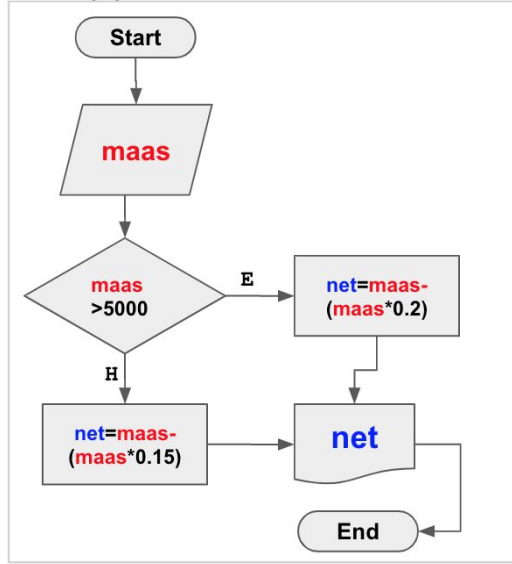 Start
maas
maas
>5000
E
net=maas-
(maas*0.2)
H
net=maas-
(maas*0.15)
net
End